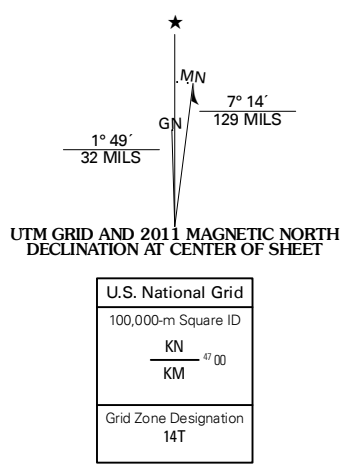 ★
MN
GN
7° 14´
129 MILS
1° 49´
32 MILS
UTM GRID AND 2011 MAGNETIC NORTH
DECLINATION AT CENTER OF SHEET
U.S. National Grid
100,000-m Square ID
KN
47 00
KM
Grid Zone Designation
14T